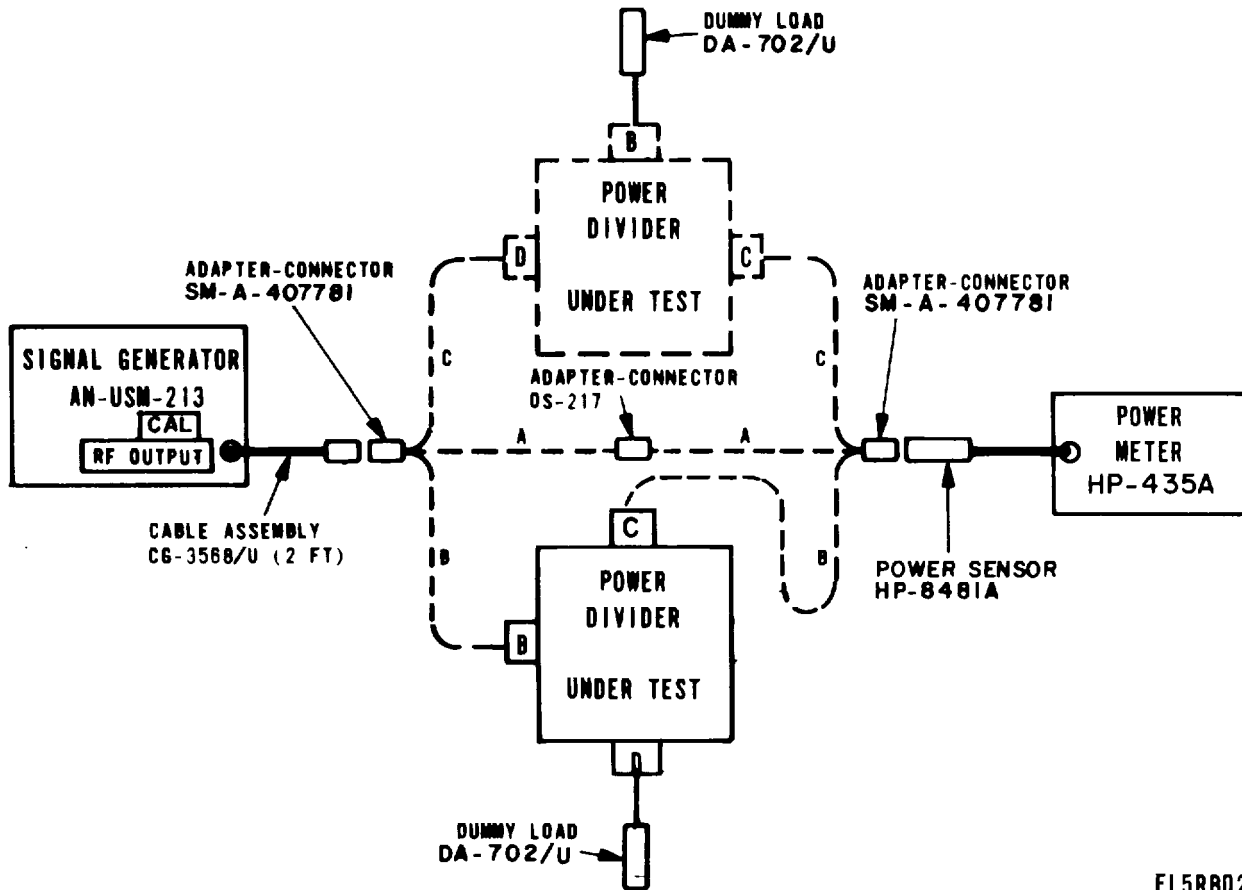 DUMMY LOAD
DA-702/U
B
POWER
DIVIDER
UNDER TEST
D
C
ADAPTER-CONNECTOR
SM-A-407781
ADAPTER-CONNECTOR
SM-A-407781
C
C
SIGNAL GENERATOR
AN-USM-213
CAL
RF OUTPUT
ADAPTER-CONNECTOR
OS-217
A
A
POWER
METER
HP-435A
CABLE ASSEMBLY
CG-3568/U (2 FT)
B
B
POWER SENSOR
HP-8481A
C
POWER
DIVIDER
UNDER TEST
B
D
DUMMY LOAD
DA-702/U